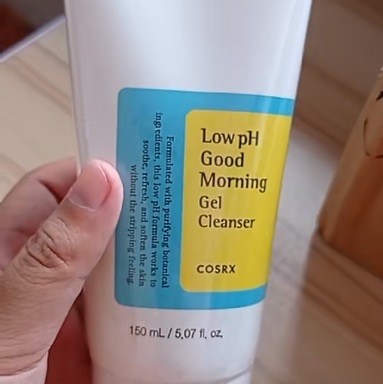 Low pH
Good
Morning
Gel
Cleanser
COSRX
Formulated with purifying botanical
ingredients, this low pH formula works to
soothe, refresh, and soften the skin
without the stripping feeling.
150 mL / 5.07 fl. oz.